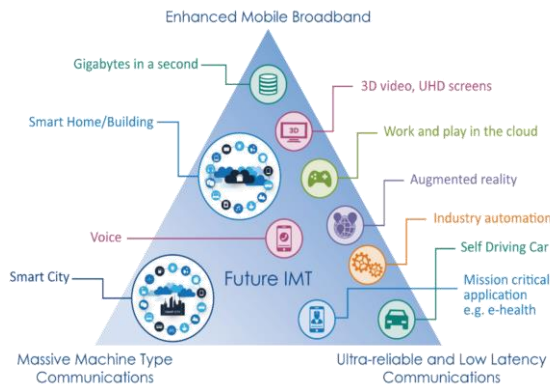 Enhanced Mobile Broadband
Gigabytes in a second
3D video, UHD screens
3D
Smart Home/Building
Work and play in the cloud
Augmented reality
Industry automation
Voice
Self Driving Car
Smart City
Future IMT
Mission critical
application
e.g. e-health
Massive Machine Type
Communications
Ultra-reliable and Low Latency
Communications